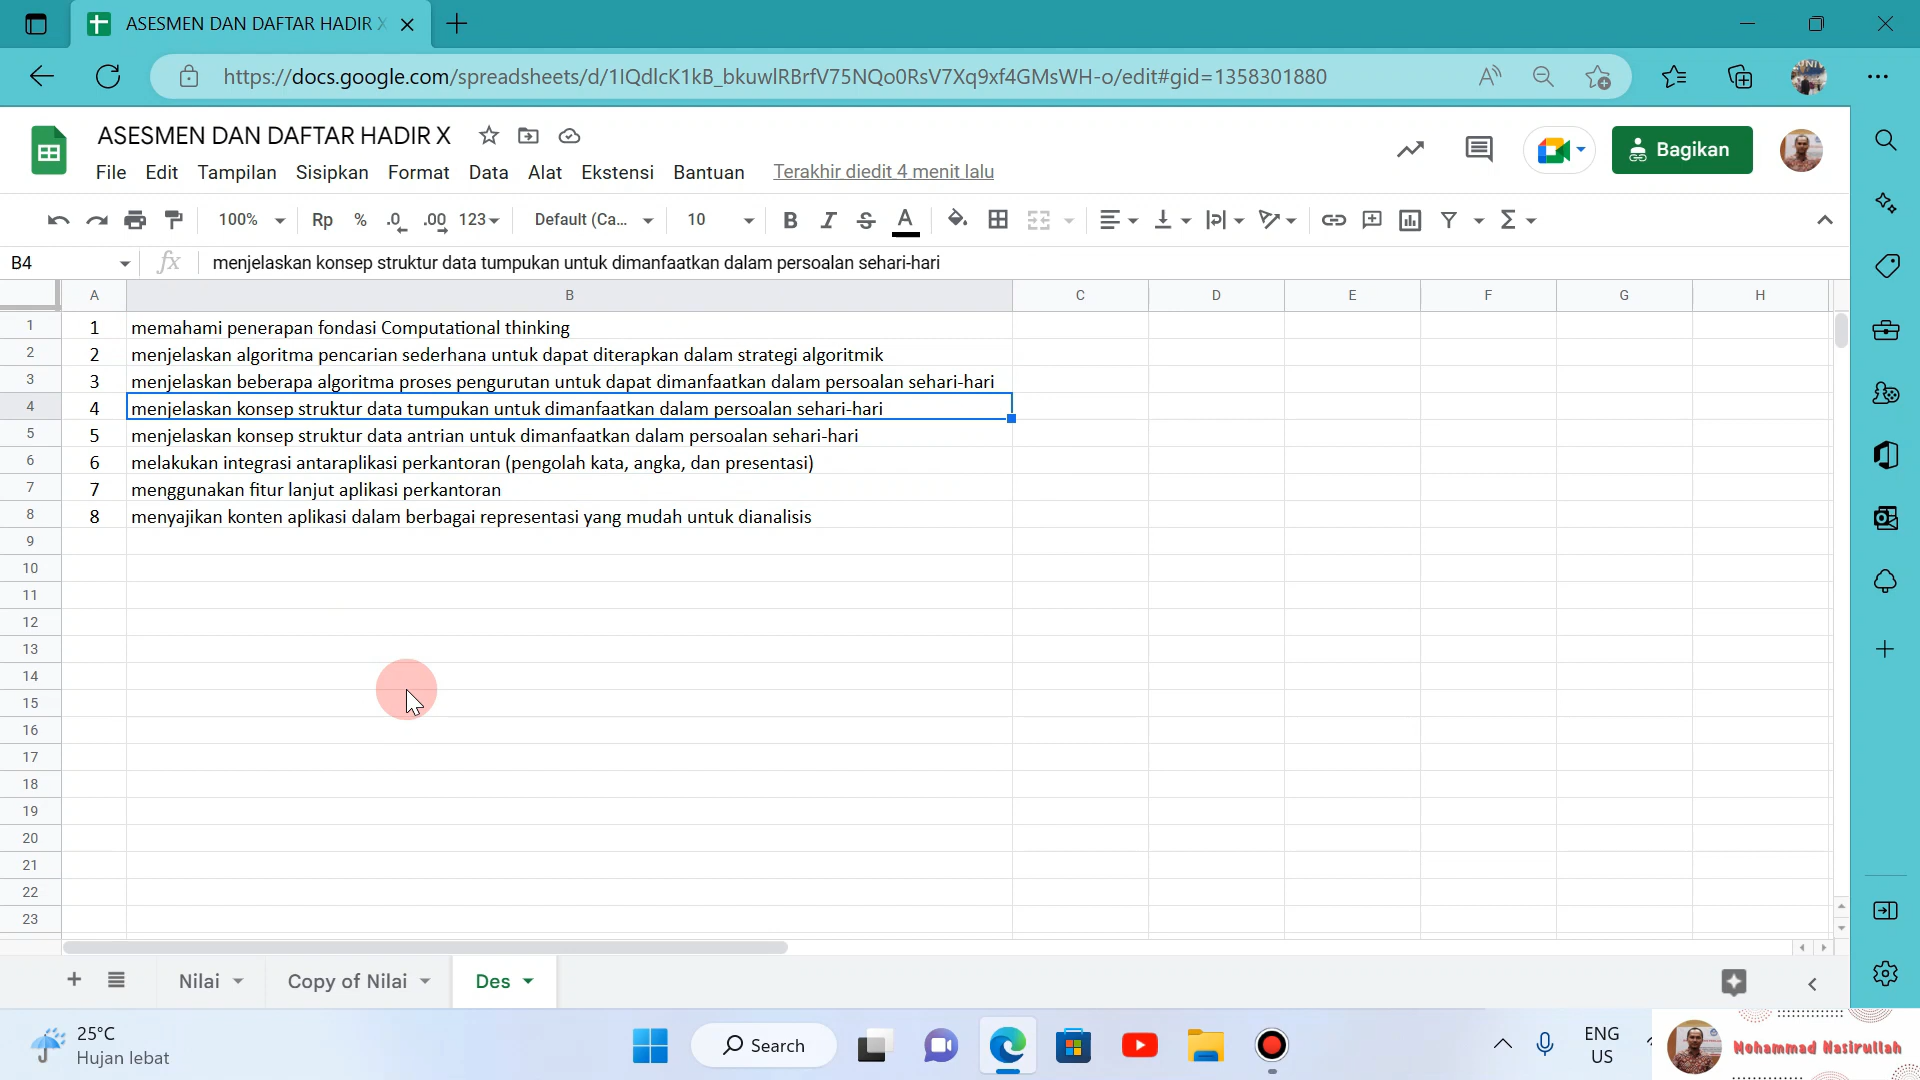 ASESMEN DAN DAFTAR HADIR X
https://docs.google.com/spreadsheets/d/1IQdlcK1kB_bkuwlRBrfV75NQo0RsV7Xq9xf4GMsWH-o/edit#gid=1358301880
ASESMEN DAN DAFTAR HADIR X
File Edit Tampilan Sisipkan Format Data Alat Ekstensi Bantuan Terakhir diedit 4 menit lalu
Bagikan
100% Rp % .0 .00 123 Default (Ca... 10 B I S A Σ
B4 fx menjelaskan konsep struktur data tumpukan untuk dimanfaatkan dalam persoalan sehari-hari
A B C D E F G H
1 1 memahami penerapan fondasi Computational thinking
2 2 menjelaskan algoritma pencarian sederhana untuk dapat diterapkan dalam strategi algoritmik
3 3 menjelaskan beberapa algoritma proses pengurutan untuk dapat dimanfaatkan dalam persoalan sehari-hari
4 4 menjelaskan konsep struktur data tumpukan untuk dimanfaatkan dalam persoalan sehari-hari
5 5 menjelaskan konsep struktur data antrian untuk dimanfaatkan dalam persoalan sehari-hari
6 6 melakukan integrasi antaraplikasi perkantoran (pengolah kata, angka, dan presentasi)
7 7 menggunakan fitur lanjut aplikasi perkantoran
8 8 menyajikan konten aplikasi dalam berbagai representasi yang mudah untuk dianalisis
9
10
11
12
13
14
15
16
17
18
19
20
21
22
23
Nilai Copy of Nilai Des
25°C
Hujan lebat
Search
ENG
US
Mohammad Nasirullah